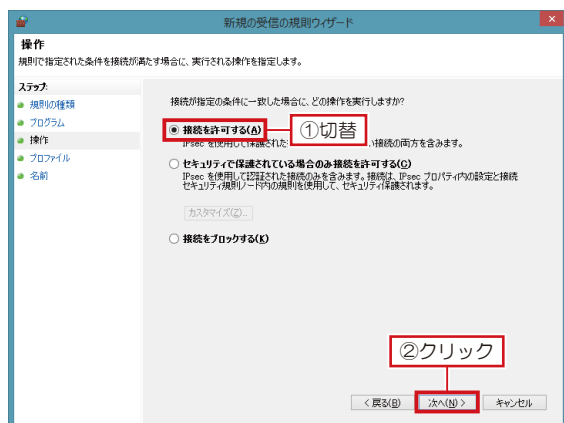 新規の受信の規則ウィザード
操作
規則で指定された条件を接続が満たす場合に、実行される操作を指定します。
ステップ:
規則の種類
プログラム
操作
プロファイル
名前
接続が指定の条件に一致した場合に、どの操作を実行しますか?
接続を許可する(A)
①切替
IPsec を使用して保護された
い接続の両方を含みます。
セキュリティで保護されている場合のみ接続を許可する(C)
IPsec を使用して認証された接続のみを含みます。接続は、IPsec プロパティ内の設定と接続
セキュリティ規則ノード内の規則を使用して、セキュリティ保護されます。
カスタマイズ(Z)...
接続をブロックする(K)
②クリック
< 戻る(B)
次へ(N) >
キャンセル